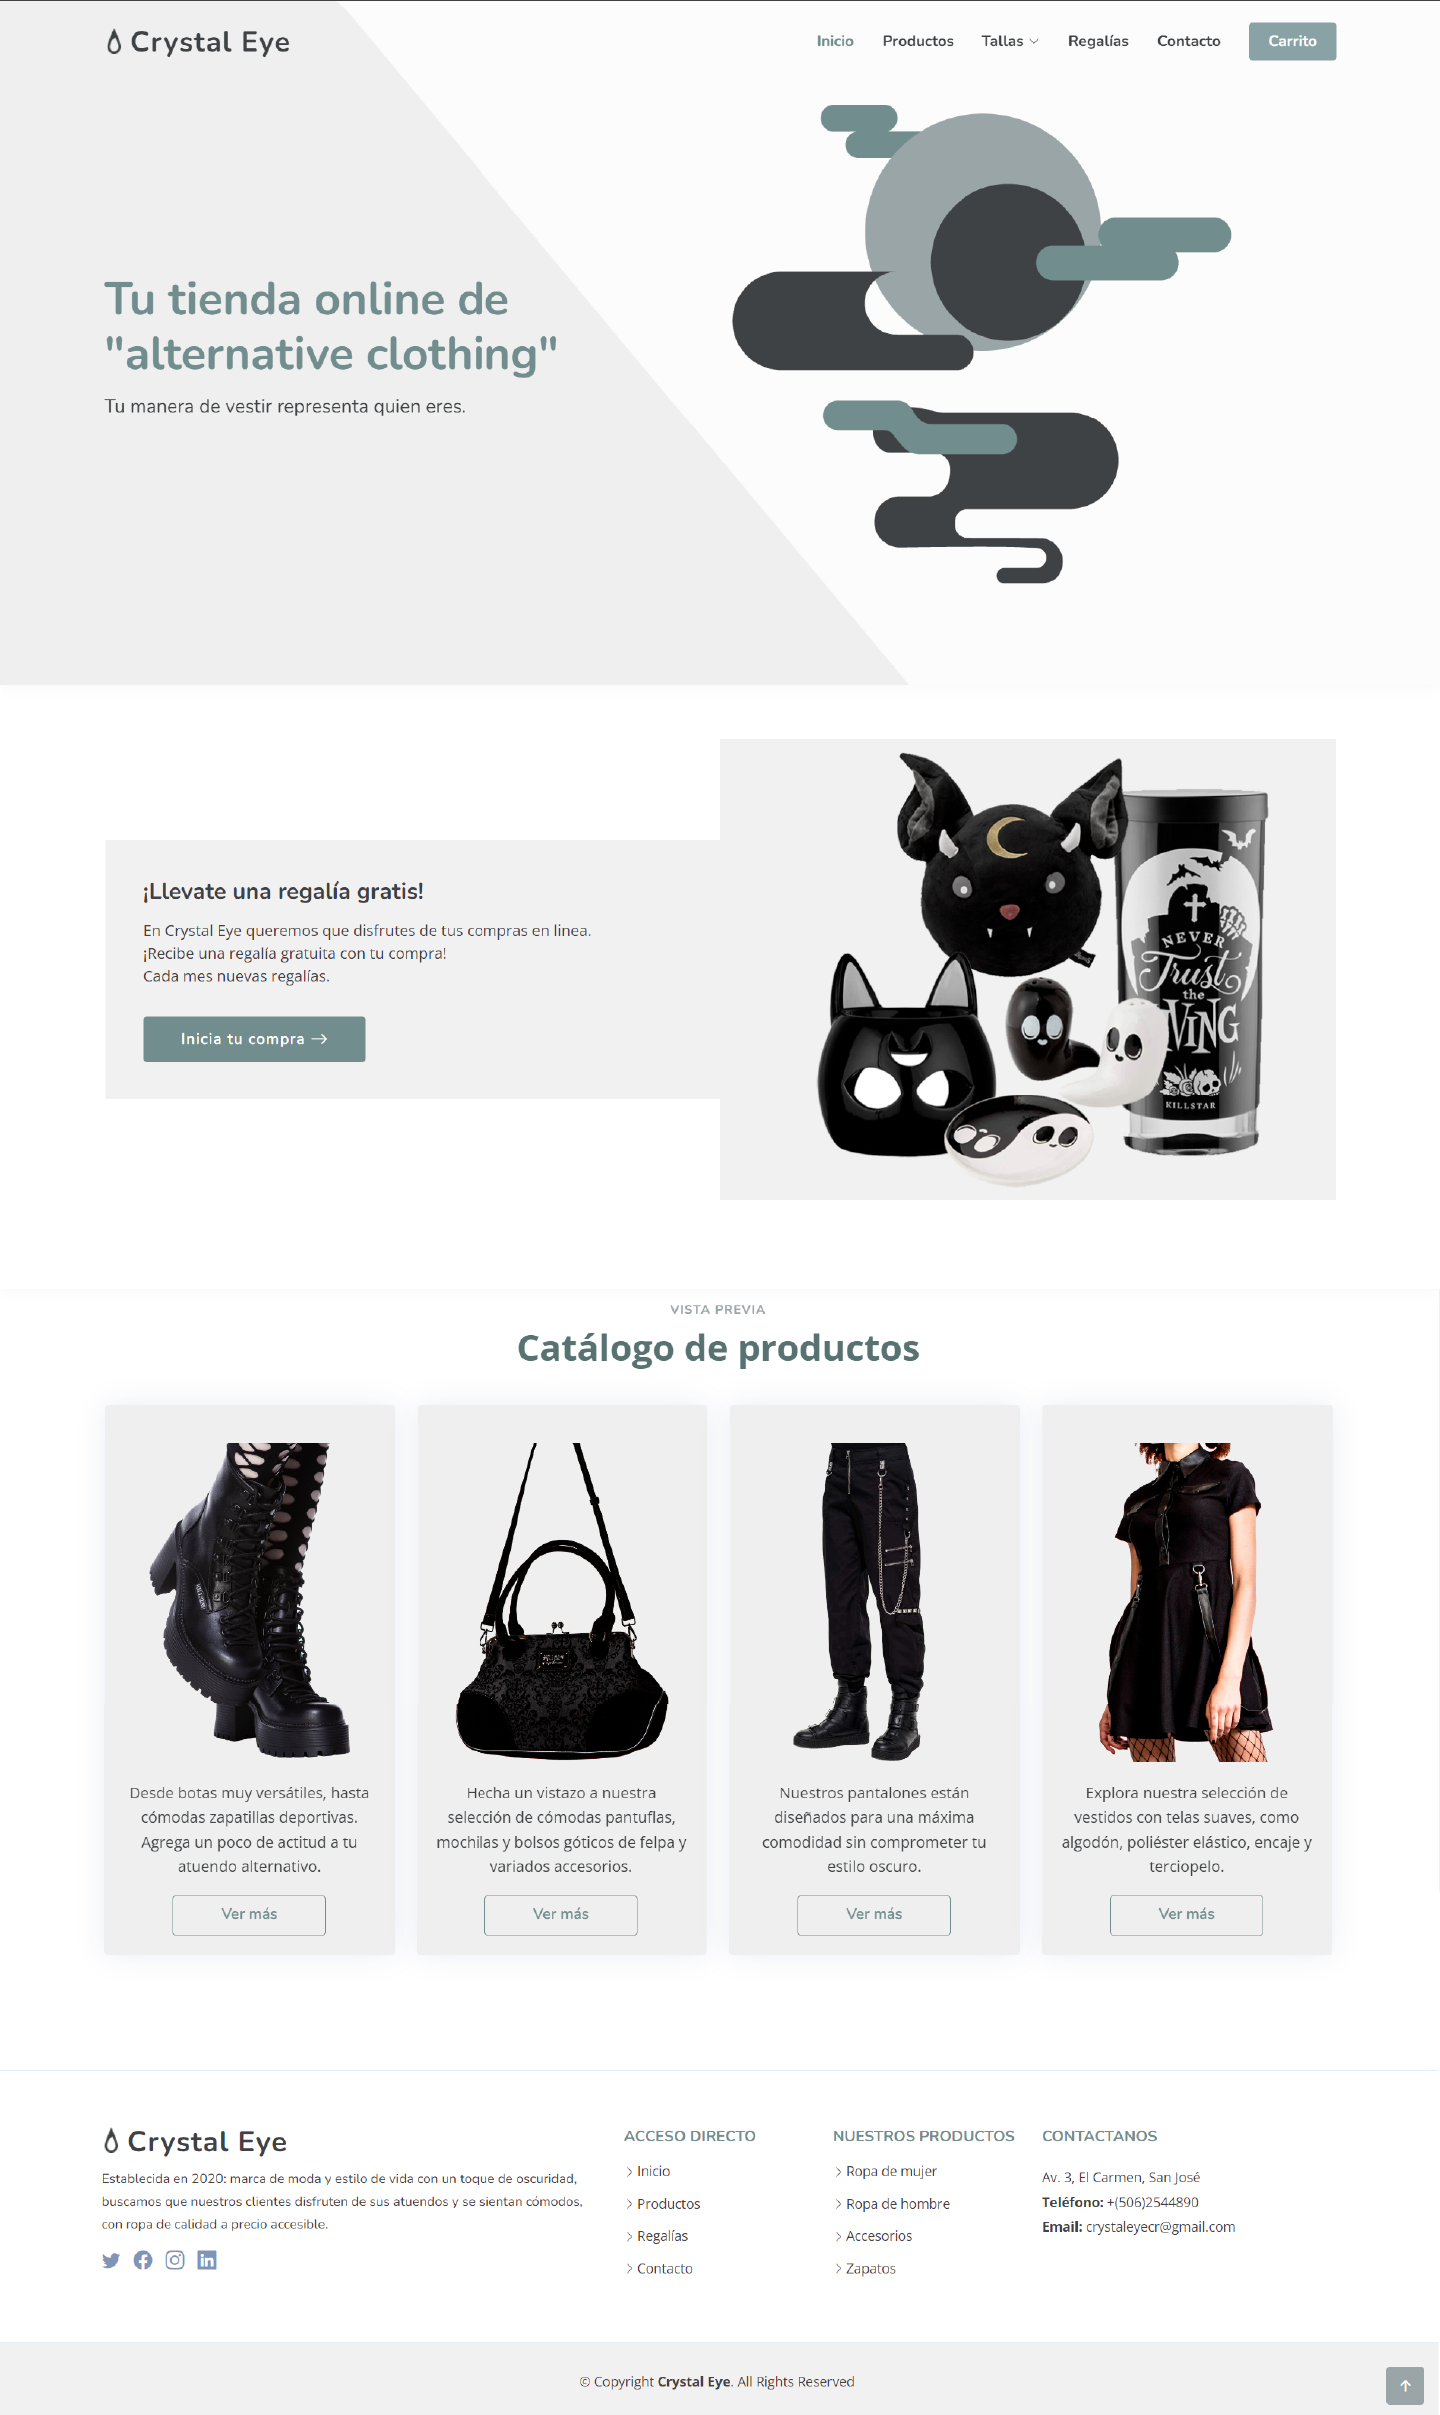 Crystal Eye
Inicio Productos Tallas Regalías Contacto Carrito
Tu tienda online de
"alternative clothing"
Tu manera de vestir representa quien eres.
¡Llevate una regalía gratis!
En Crystal Eye queremos que disfrutes de tus compras en linea.
¡Recibe una regalía gratuita con tu compra!
Cada mes nuevas regalías.
Inicia tu compra
NEVER
Trust
the
KILLSTAR
VISTA PREVIA
Catálogo de productos
Desde botas muy versátiles, hasta
cómodas zapatillas deportivas.
Agrega un poco de actitud a tu
atuendo alternativo.
Ver más
Hecha un vistazo a nuestra
selección de cómodas pantuflas,
mochilas y bolsos góticos de felpa y
variados accesorios.
Ver más
Nuestros pantalones están
diseñados para una máxima
comodidad sin comprometer tu
estilo oscuro.
Ver más
Explora nuestra selección de
vestidos con telas suaves, como
algodón, poliéster elástico, encaje y
terciopelo.
Ver más
Crystal Eye
Establecida en 2020: marca de moda y estilo de vida con un toque de oscuridad,
buscamos que nuestros clientes disfruten de sus atuendos y se sientan cómodos,
con ropa de calidad a precio accesible.
ACCESO DIRECTO
Inicio
Productos
Regalías
Contacto
NUESTROS PRODUCTOS
Ropa de mujer
Ropa de hombre
Accesorios
Zapatos
CONTACTANOS
Av. 3, El Carmen, San José
Teléfono: +(506)2544890
Email: crystaleyecr@gmail.com
© Copyright Crystal Eye. All Rights Reserved